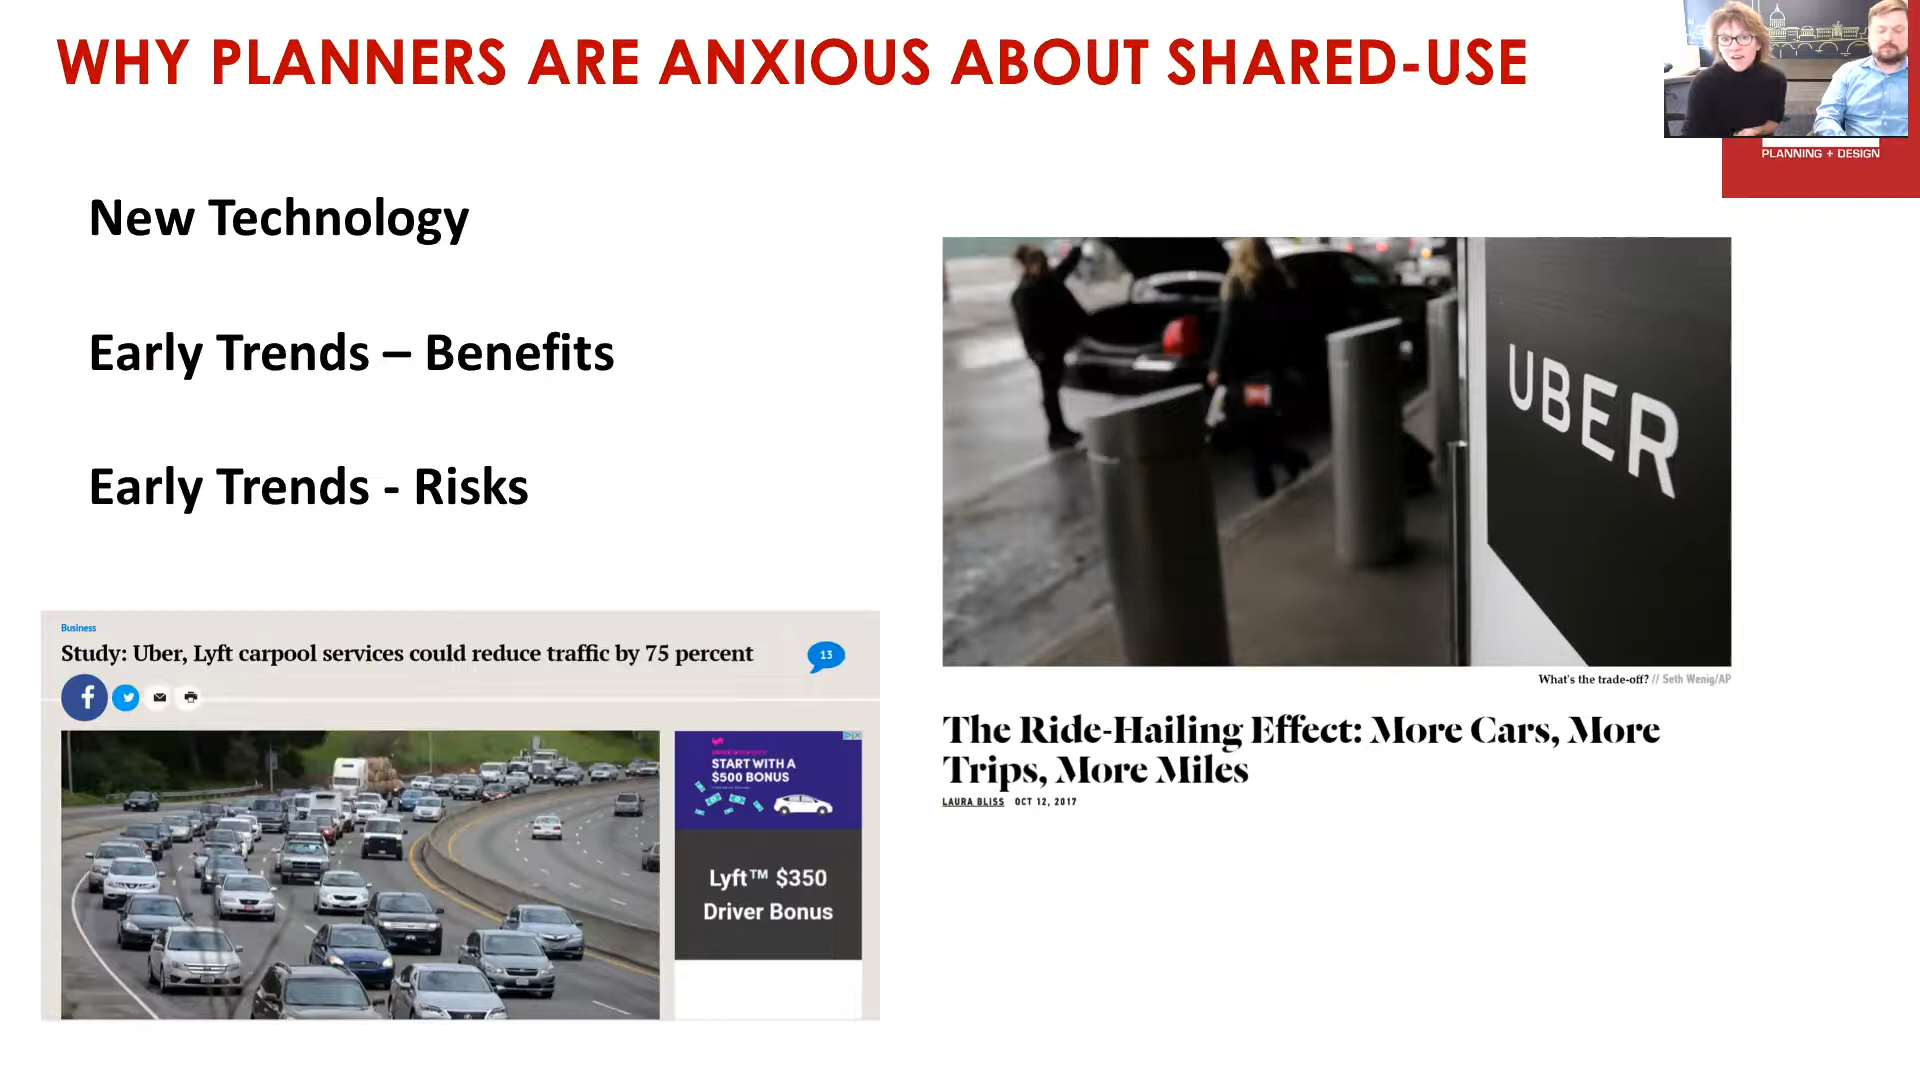 WHY PLANNERS ARE ANXIOUS ABOUT SHARED-USE
PLANNING + DESIGN
New Technology
Early Trends – Benefits
Early Trends - Risks
UBER
What's the trade-off? // Seth Wenig/AP
The Ride-Hailing Effect: More Cars, More
Trips, More Miles
LAURA BLISS OCT 12, 2017
Business
Study: Uber, Lyft carpool services could reduce traffic by 75 percent
13
START WITH A
$500 BONUS
Lyft™ $350
Driver Bonus